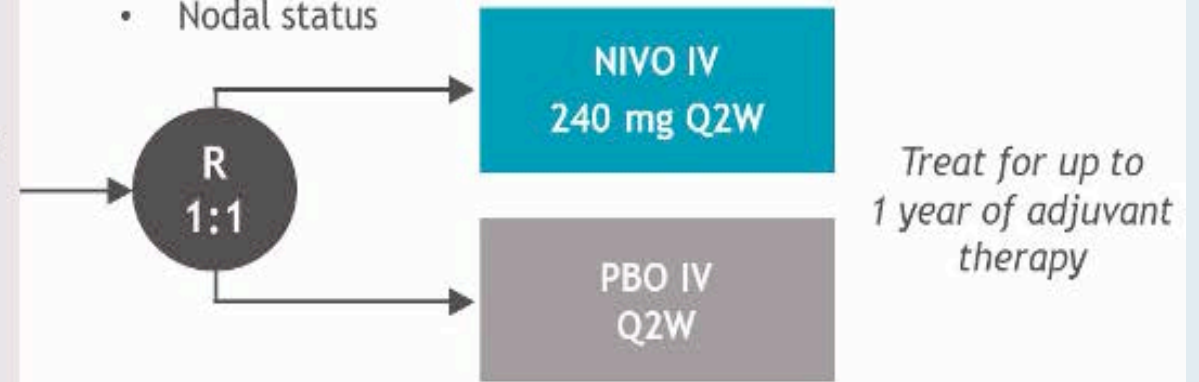 • Nodal status
NIVO IV
240 mg Q2W
R
1:1
Treat for up to
1 year of adjuvant
therapy
PBO IV
Q2W